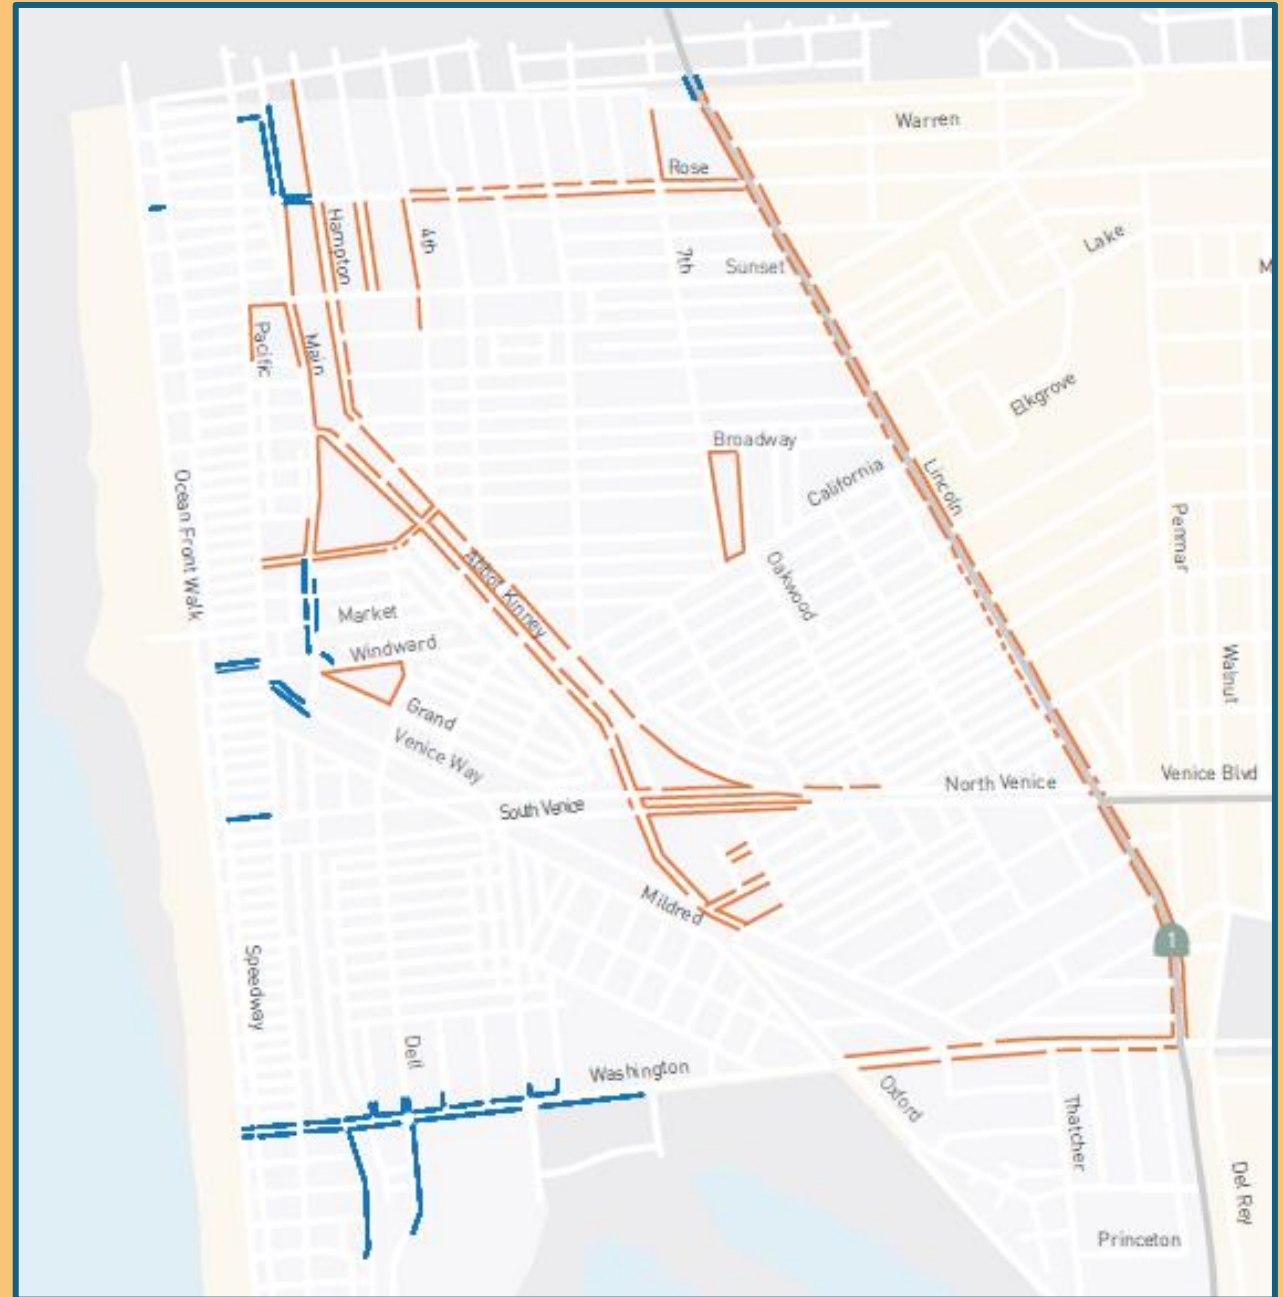 Warren
Rose
Hampton
4th
Lake
7th
Sunset
M
Pacific
Main
Elkgrove
Broadway
California
Lincoln
Ocean Front Walk
Penmar
Abbot Kinney
Oakwood
Market
Windward
Walnut
Grand
Venice Way
Venice Blvd
North Venice
South Venice
Mildred
1
Speedway
Dell
Washington
Oxford
Thatcher
Del Rey
Princeton